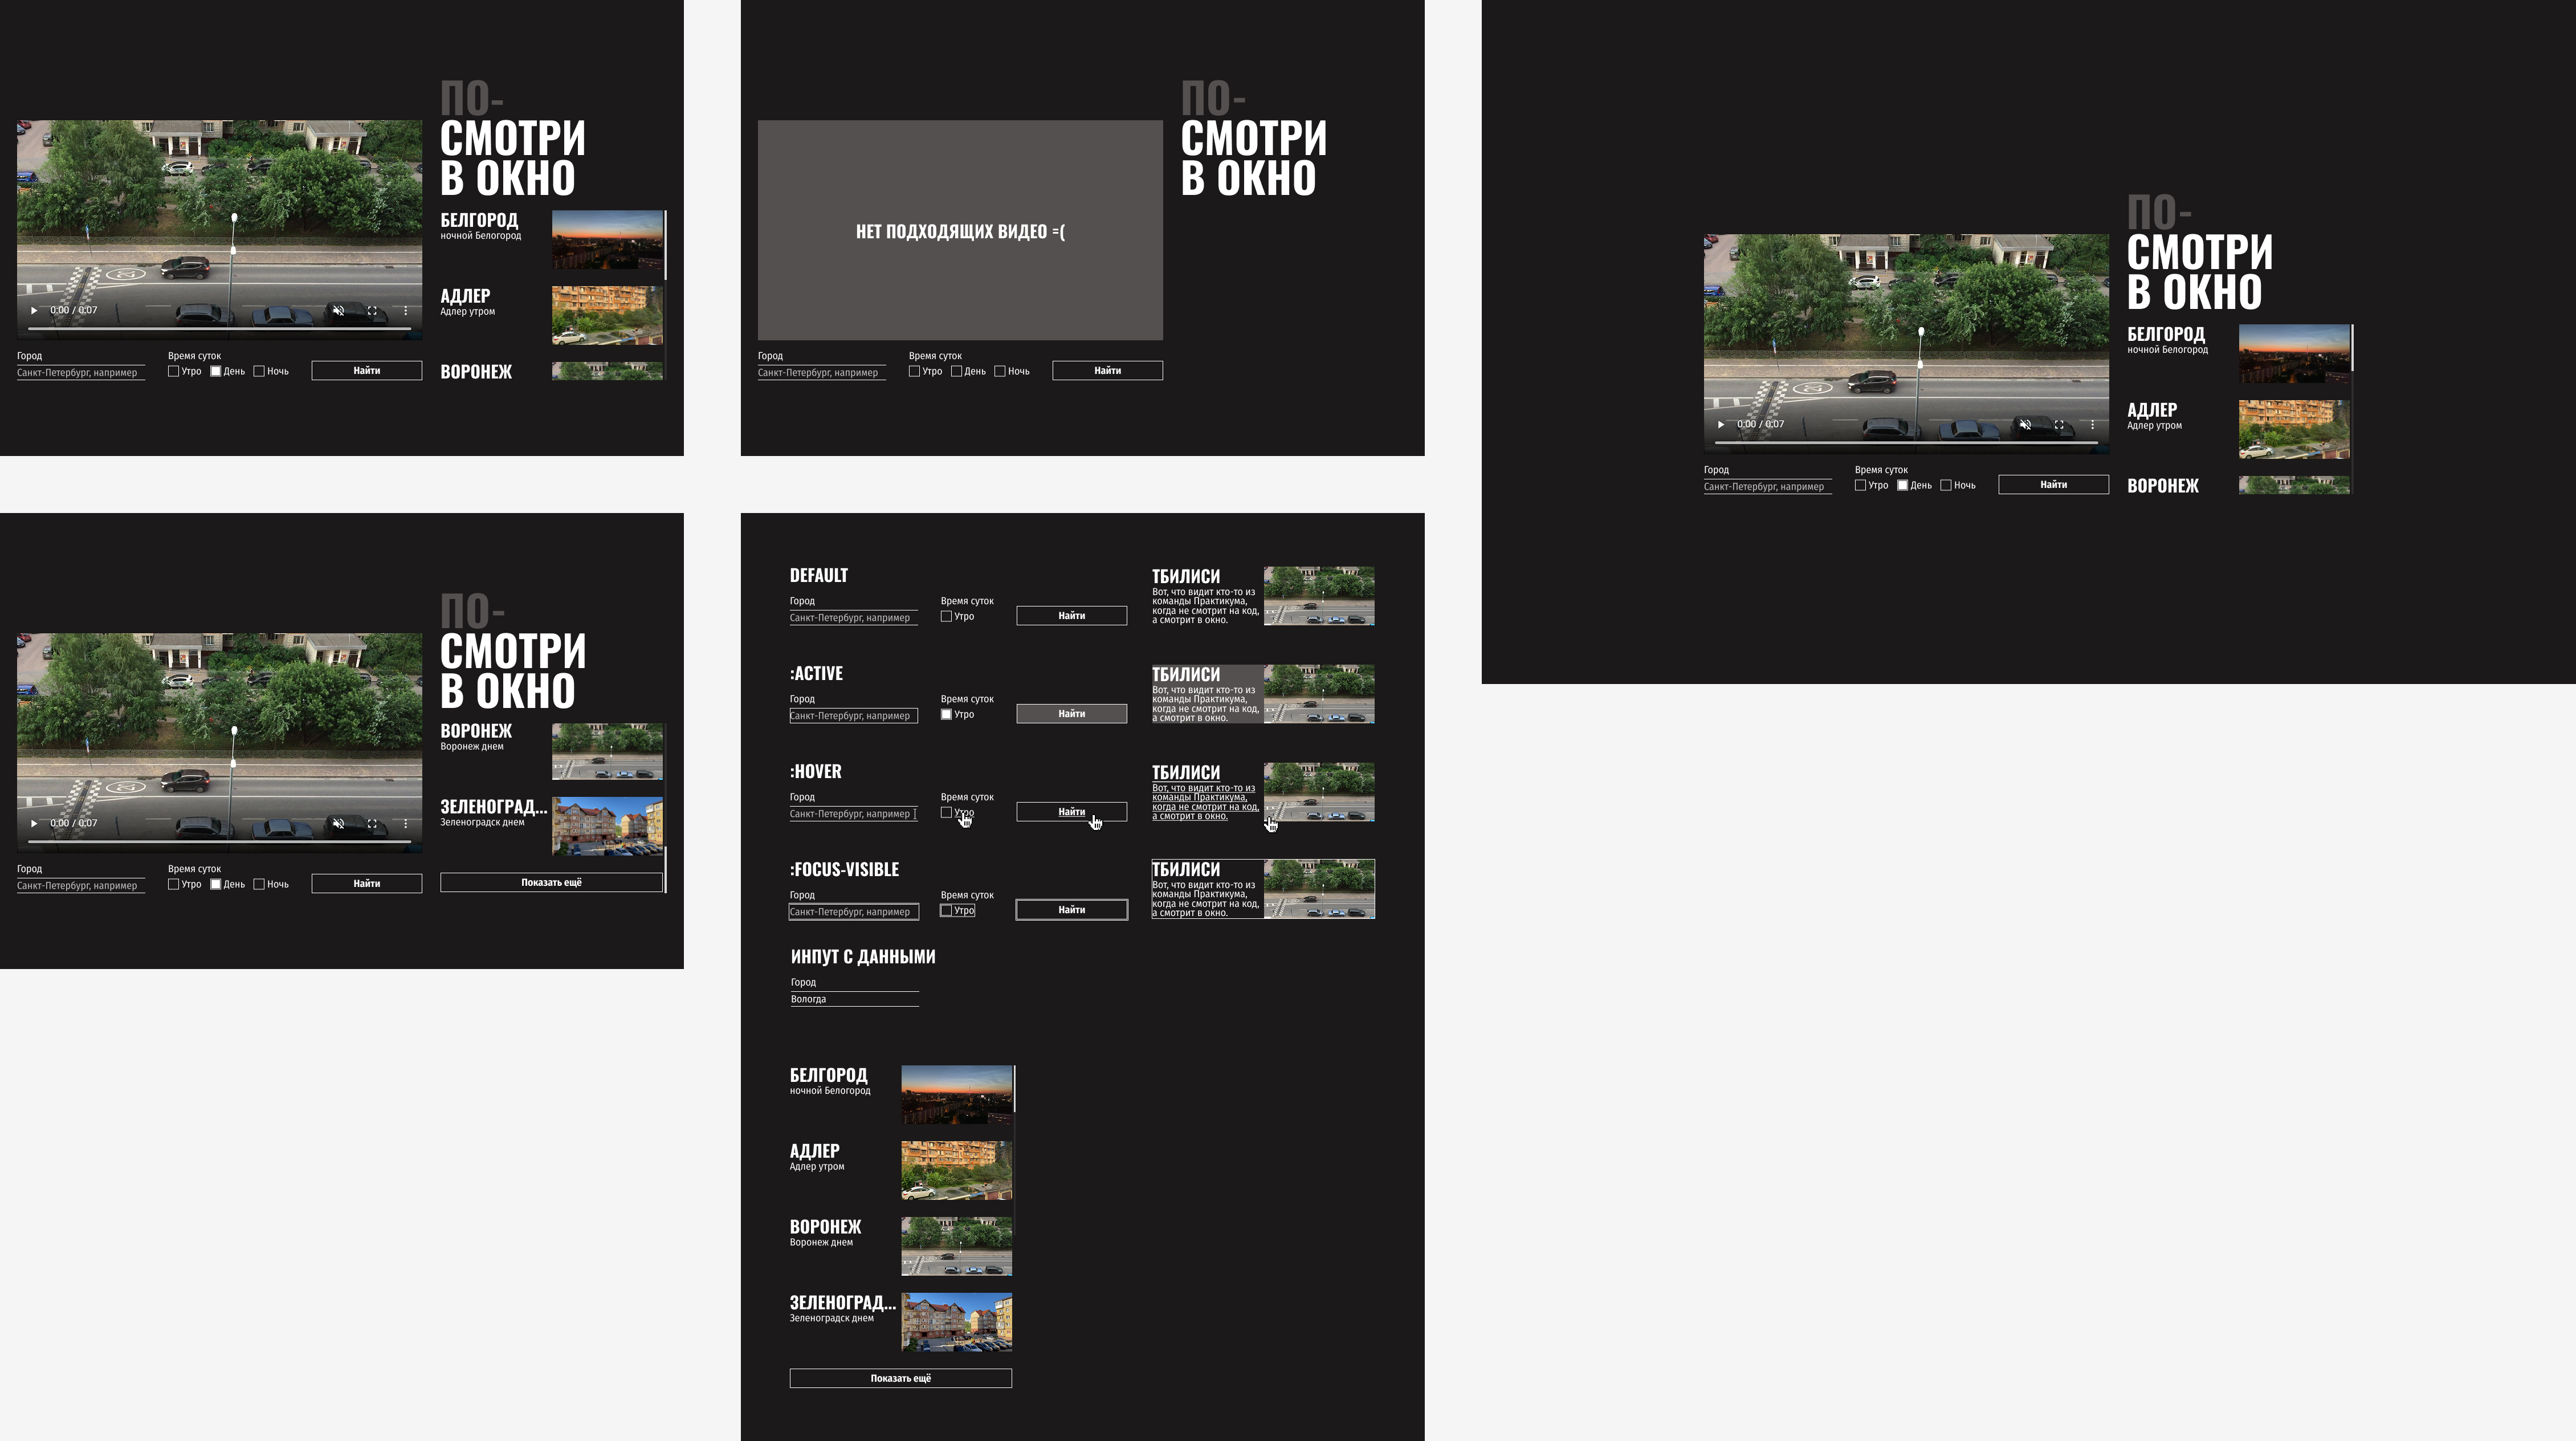 ПО-
СМОТРИ
В ОКНО
БЕЛГОРОД
ночной Белогород
АДЛЕР
Адлер утром
ВОРОНЕЖ
0:00 / 0:07
Город
Санкт-Петербург, например
Время суток
Утро День Ночь
Найти
ПО-
СМОТРИ
В ОКНО
НЕТ ПОДХОДЯЩИХ ВИДЕО =(
Город
Санкт-Петербург, например
Время суток
Утро День Ночь
Найти
ПО-
СМОТРИ
В ОКНО
БЕЛГОРОД
ночной Белогород
АДЛЕР
Адлер утром
ВОРОНЕЖ
0:00 / 0:07
Город
Санкт-Петербург, например
Время суток
Утро День Ночь
Найти
ПО-
СМОТРИ
В ОКНО
ВОРОНЕЖ
Воронеж днем
ЗЕЛЕНОГРАД...
Зеленоградск днем
Показать ещё
0:00 / 0:07
Город
Санкт-Петербург, например
Время суток
Утро День Ночь
Найти
DEFAULT
Город
Санкт-Петербург, например
Время суток
Утро
Найти
ТБИЛИСИ
Вот, что видит кто-то из
команды Практикума,
когда не смотрит на код,
а смотрит в окно.
:ACTIVE
Город
Санкт-Петербург, например
Время суток
Утро
Найти
ТБИЛИСИ
Вот, что видит кто-то из
команды Практикума,
когда не смотрит на код,
а смотрит в окно.
:HOVER
Город
Санкт-Петербург, например
Время суток
Утро
Найти
ТБИЛИСИ
Вот, что видит кто-то из
команды Практикума,
когда не смотрит на код,
а смотрит в окно.
:FOCUS-VISIBLE
Город
Санкт-Петербург, например
Время суток
Утро
Найти
ТБИЛИСИ
Вот, что видит кто-то из
команды Практикума,
когда не смотрит на код,
а смотрит в окно.
ИНПУТ С ДАННЫМИ
Город
Вологда
БЕЛГОРОД
ночной Белогород
АДЛЕР
Адлер утром
ВОРОНЕЖ
Воронеж днем
ЗЕЛЕНОГРАД...
Зеленоградск днем
Показать ещё